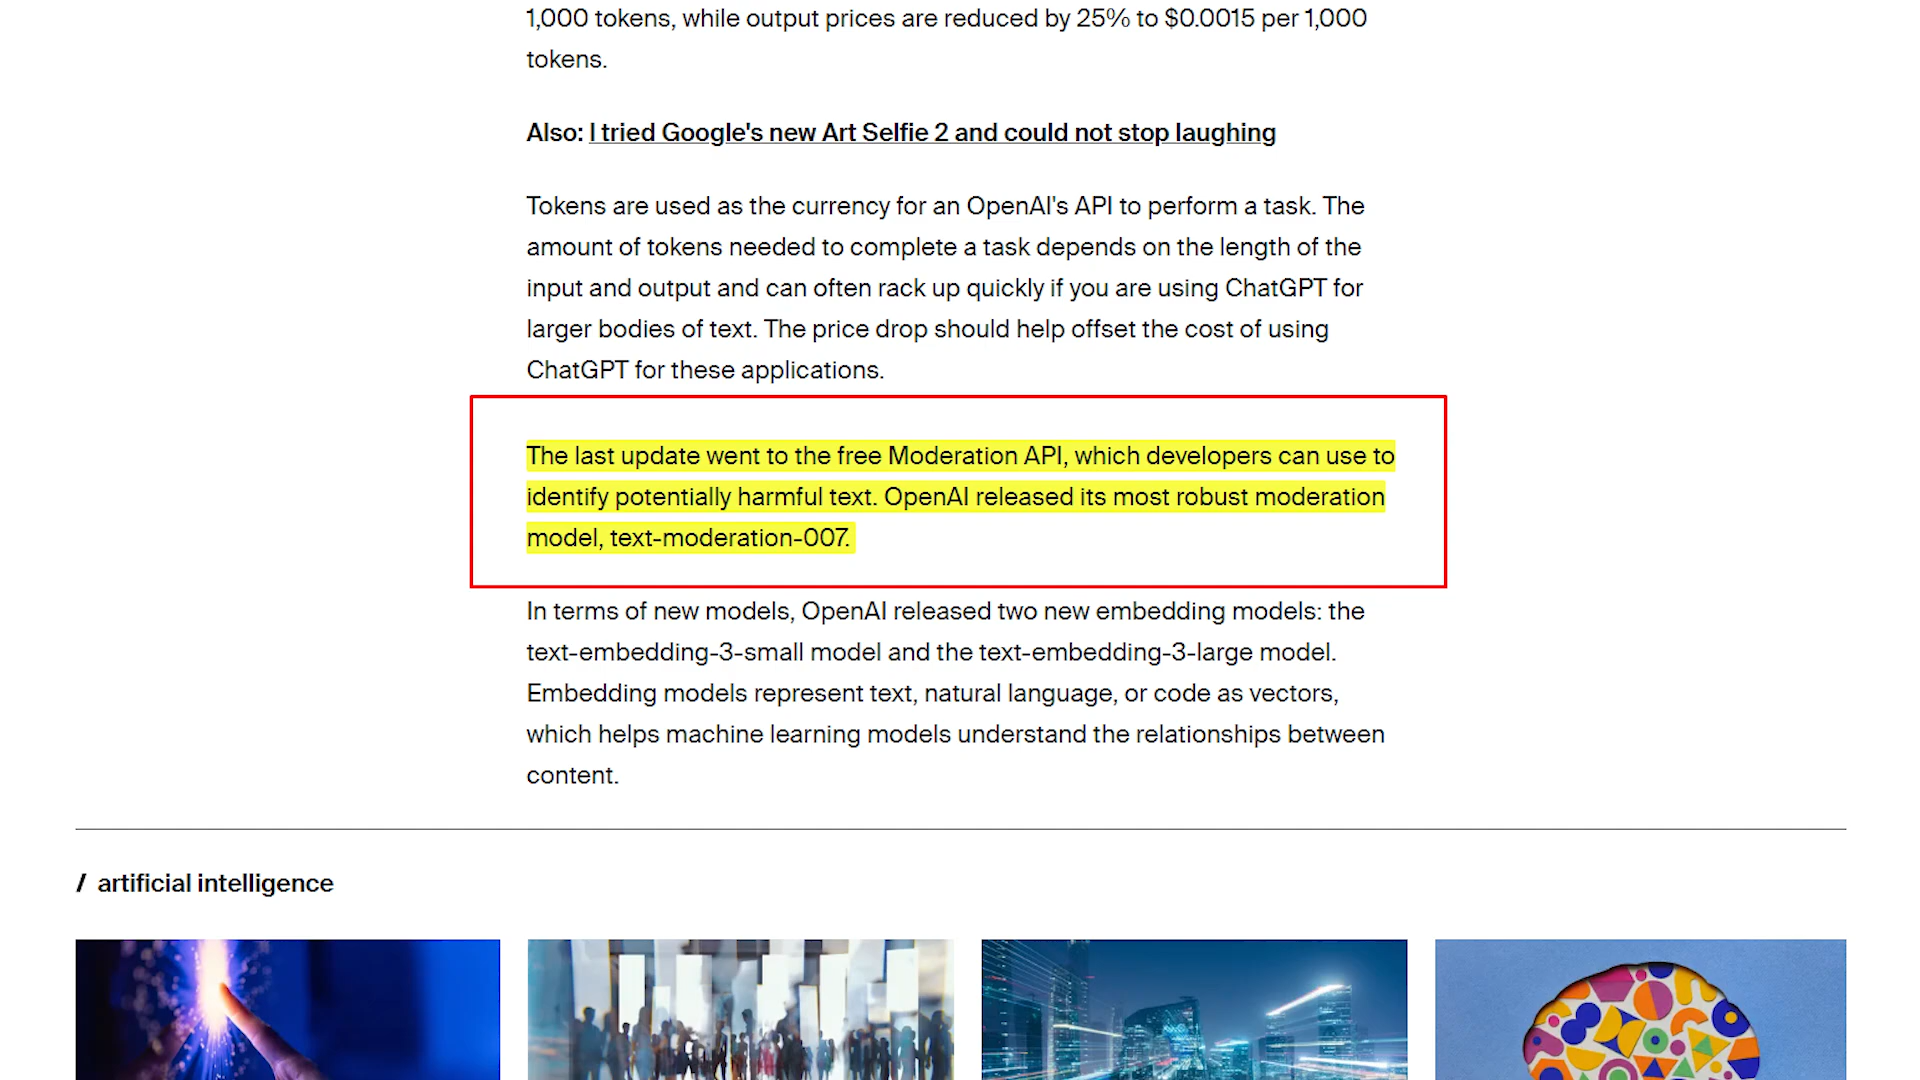 1,000 tokens, while output prices are reduced by 25% to $0.0015 per 1,000
tokens.
Also: I tried Google's new Art Selfie 2 and could not stop laughing
Tokens are used as the currency for an OpenAI's API to perform a task. The
amount of tokens needed to complete a task depends on the length of the
input and output and can often rack up quickly if you are using ChatGPT for
larger bodies of text. The price drop should help offset the cost of using
ChatGPT for these applications.
The last update went to the free Moderation API, which developers can use to
identify potentially harmful text. OpenAI released its most robust moderation
model, text-moderation-007.
In terms of new models, OpenAI released two new embedding models: the
text-embedding-3-small model and the text-embedding-3-large model.
Embedding models represent text, natural language, or code as vectors,
which helps machine learning models understand the relationships between
content.
/ artificial intelligence